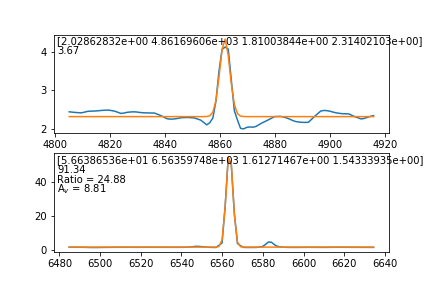 [2.02862832e+00 4.86169606e+03 1.81003844e+00 2.31402103e+00]
3.67
4
3
2
4800 4820 4840 4860 4880 4900 4920
[5.66386536e+01 6.56359748e+03 1.61271467e+00 1.54333935e+00]
91.34
Ratio = 24.88
Aᵥ = 8.81
40
20
0
6480 6500 6520 6540 6560 6580 6600 6620 6640